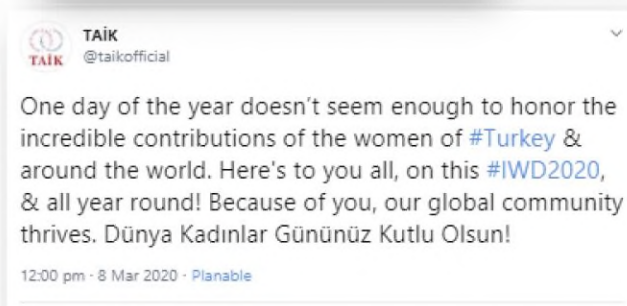 TAİK
@taikofficial
TAİK
One day of the year doesn't seem enough to honor the
incredible contributions of the women of #Turkey &
around the world. Here's to you all, on this #IWD2020,
& all year round! Because of you, our global community
thrives. Dünya Kadınlar Gününüz Kutlu Olsun!
12:00 pm · 8 Mar 2020 · Planable